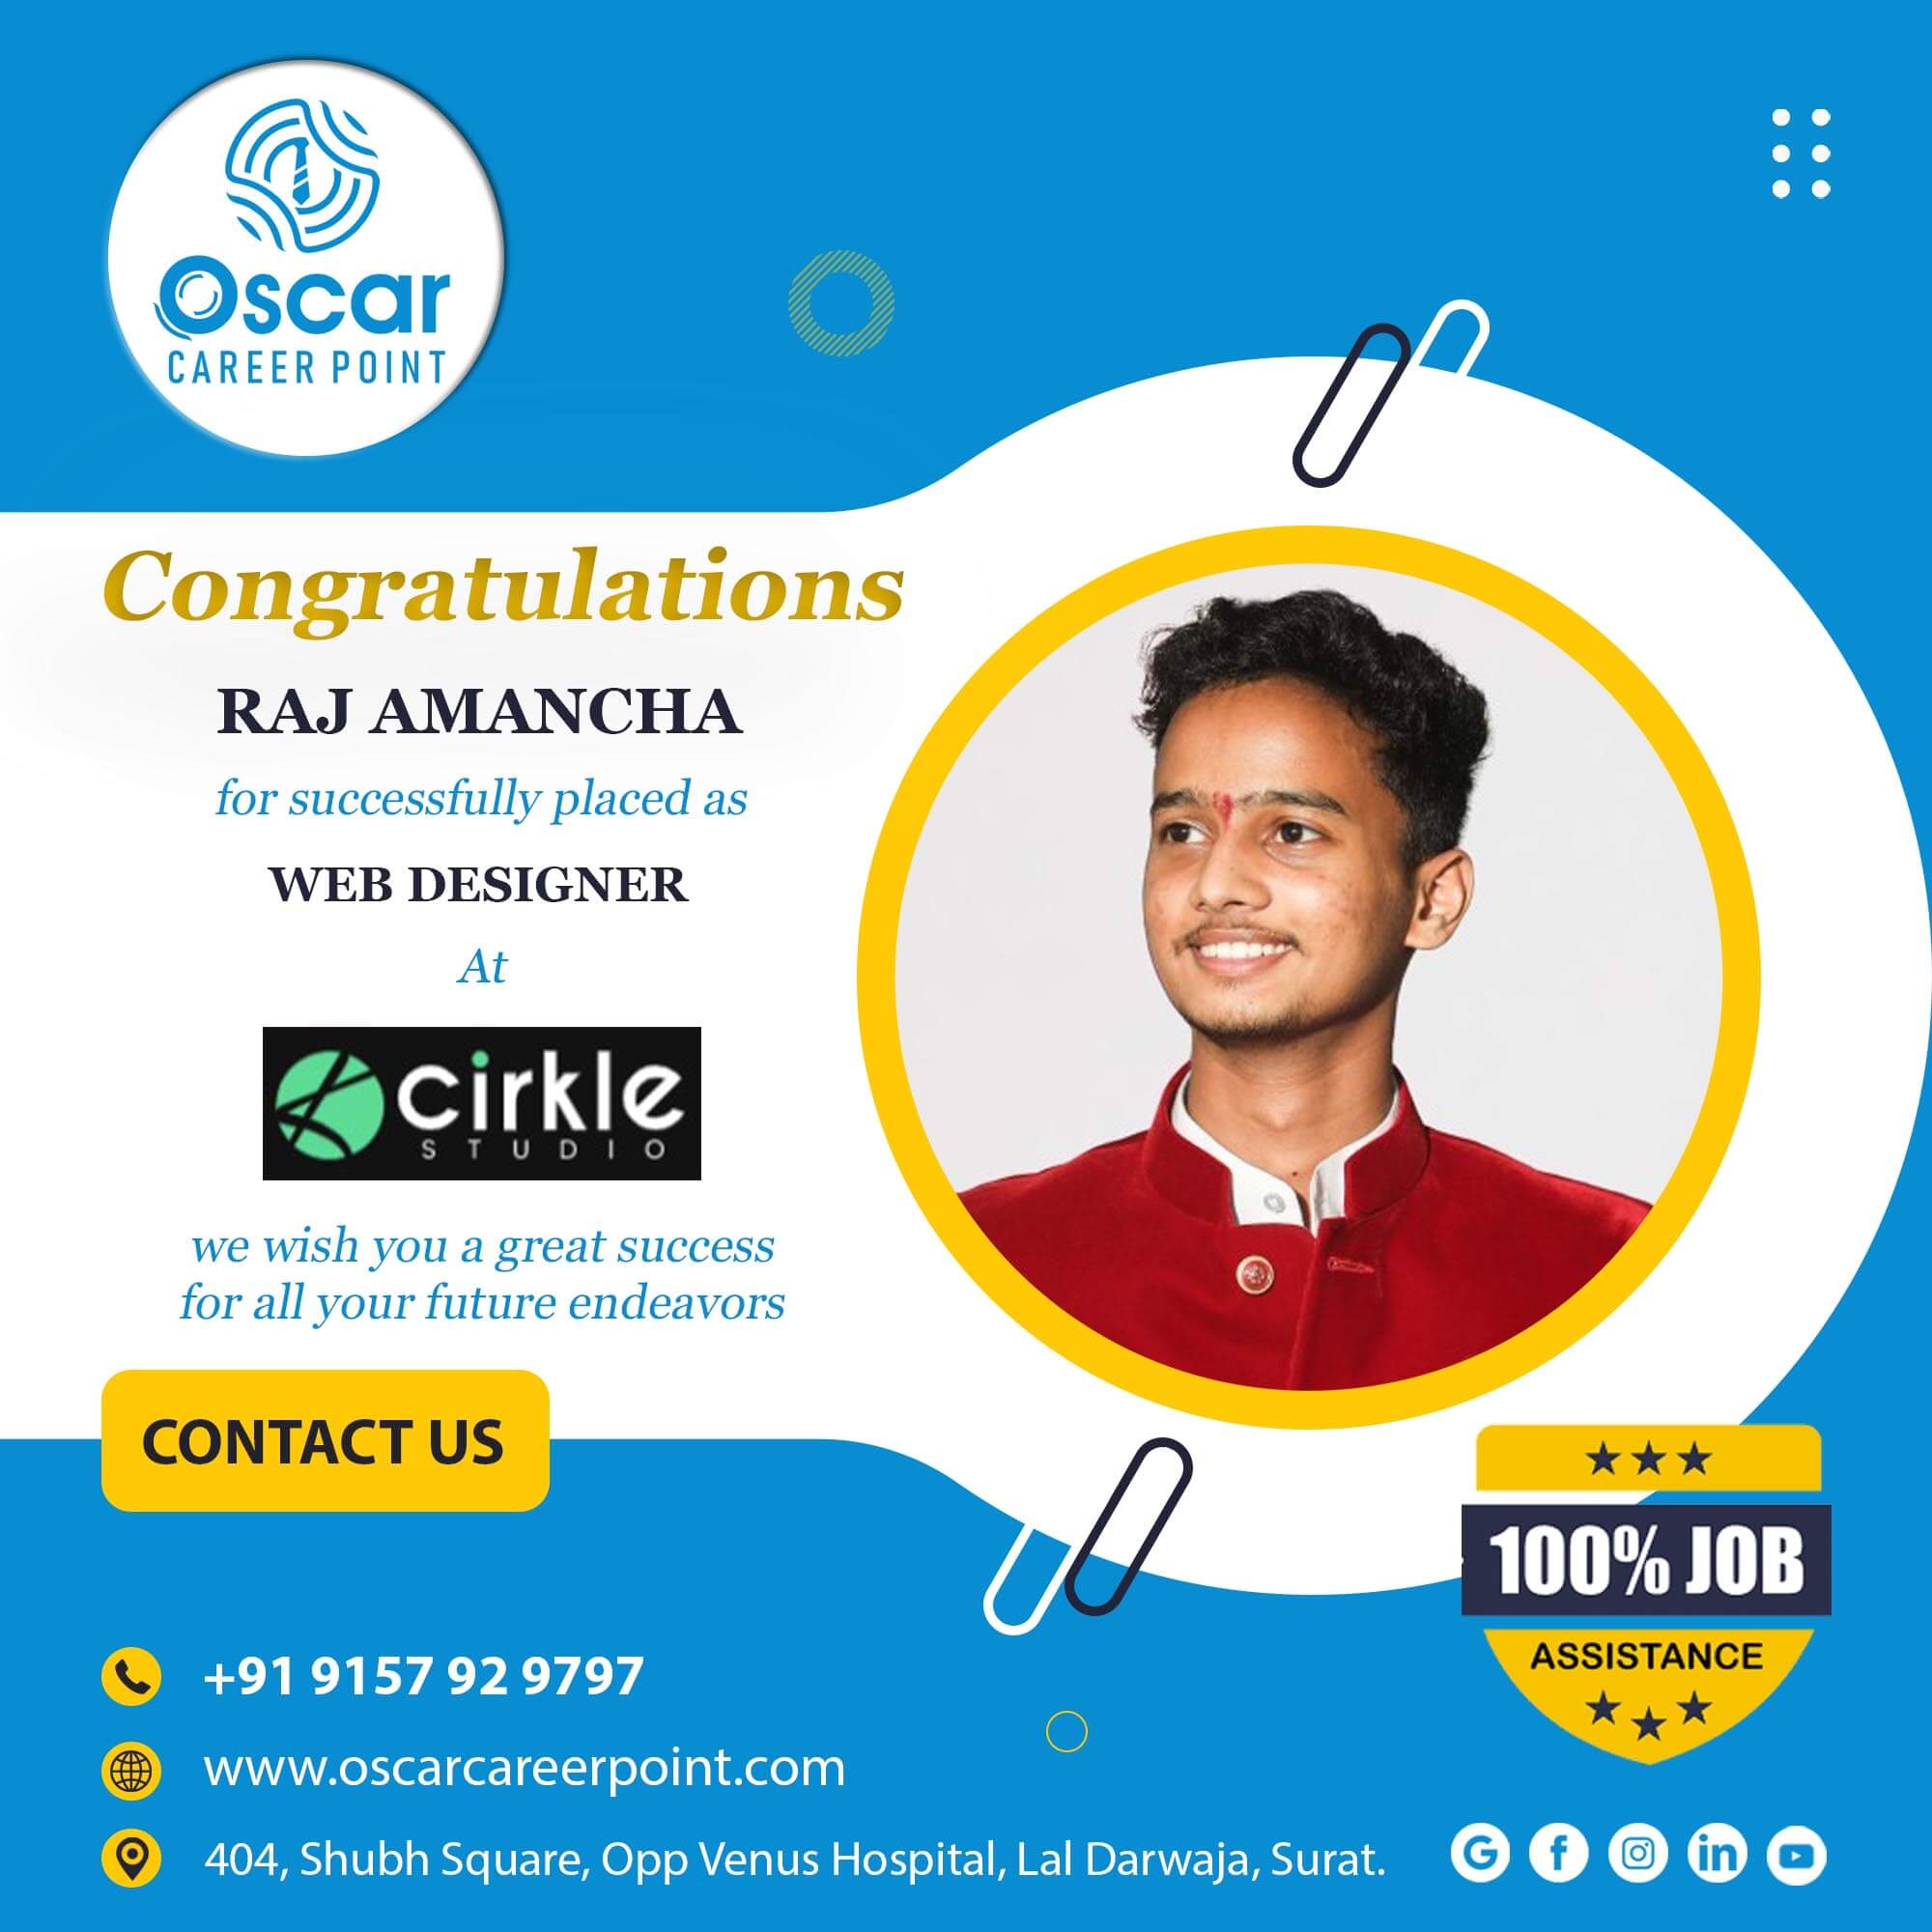 Oscar
CAREER POINT
Congratulations
RAJ AMANCHA
for successfully placed as
WEB DESIGNER
At
cirkle
STUDIO
we wish you a great success
for all your future endeavors
CONTACT US
★★★
100% JOB
ASSISTANCE
★★★
+91 9157 92 9797
www.oscarcareerpoint.com
404, Shubh Square, Opp Venus Hospital, Lal Darwaja, Surat.
G f in